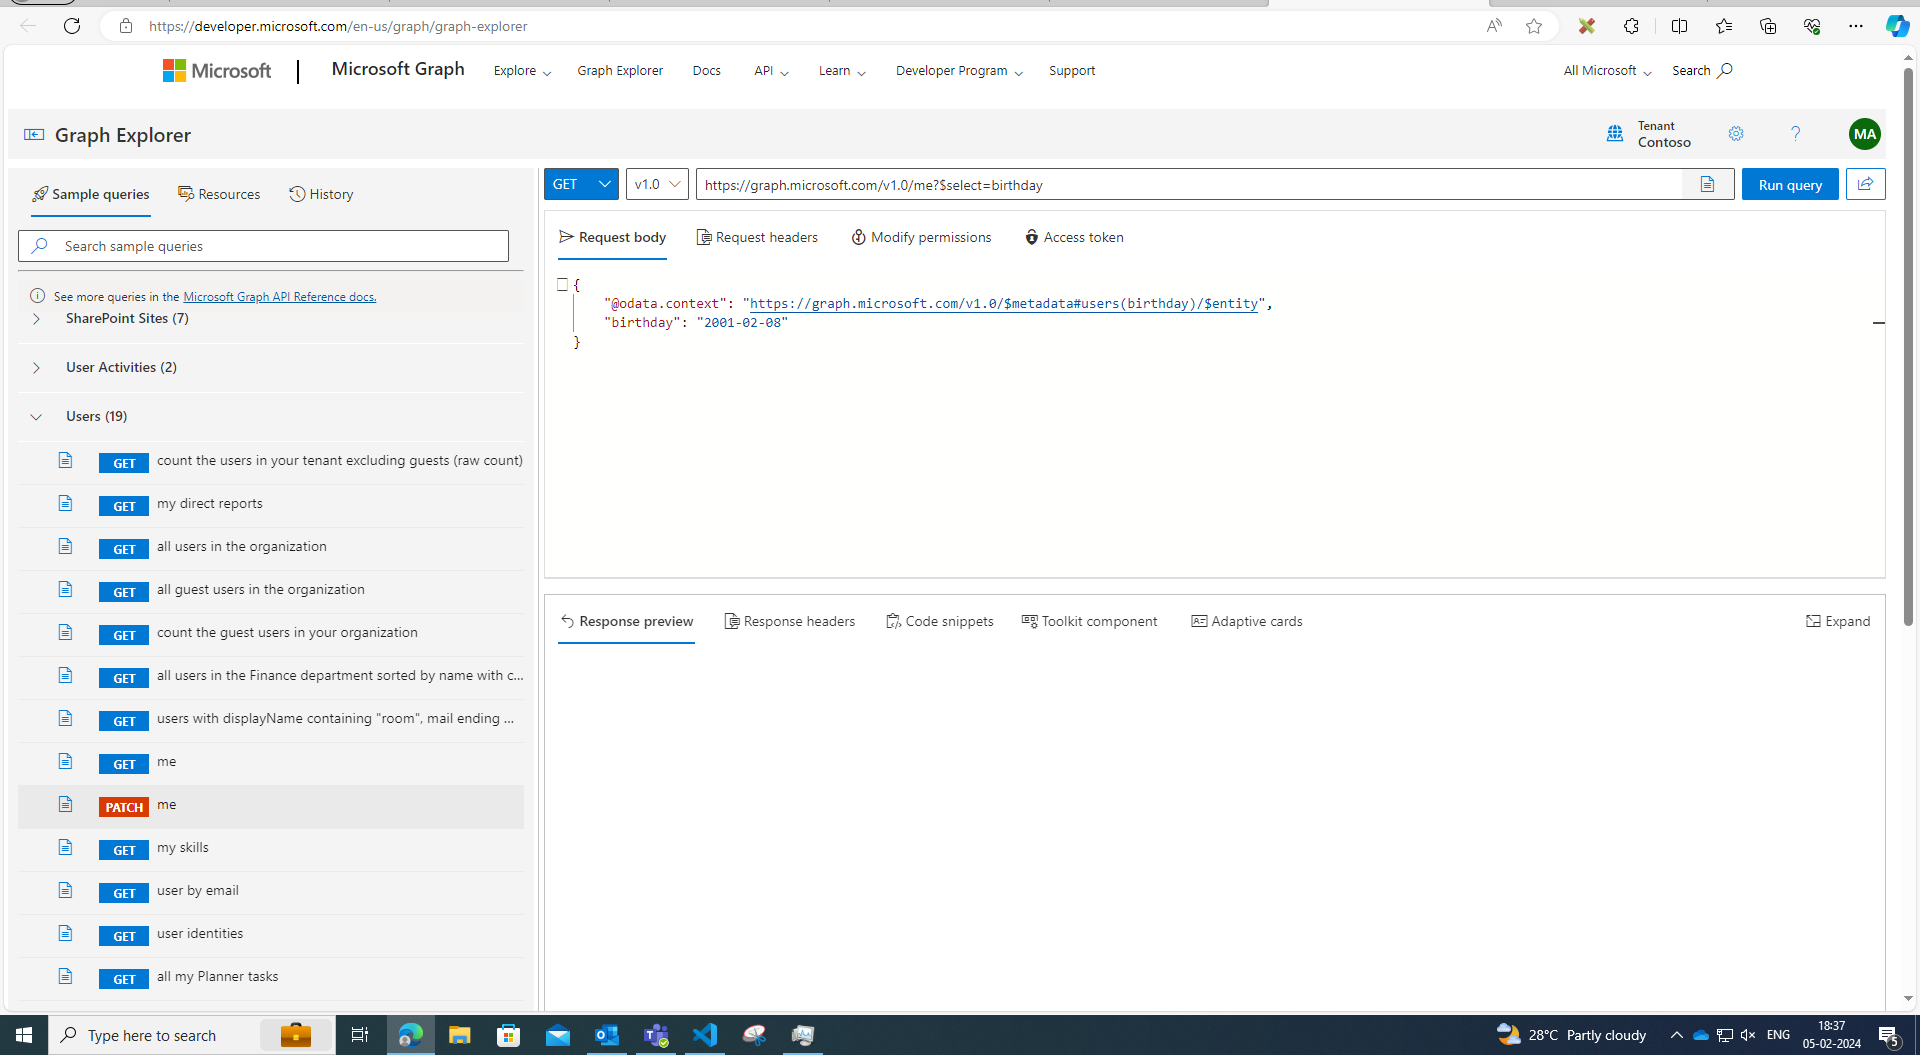 https://developer.microsoft.com/en-us/graph/graph-explorer
Microsoft
Microsoft Graph
Explore
Graph Explorer
Docs
API
Learn
Developer Program
Support
All Microsoft
Search
Graph Explorer
Tenant
Contoso
MA
Sample queries
Resources
History
Search sample queries
See more queries in the Microsoft Graph API Reference docs.
SharePoint Sites (7)
User Activities (2)
Users (19)
GET count the users in your tenant excluding guests (raw count)
GET my direct reports
GET all users in the organization
GET all guest users in the organization
GET count the guest users in your organization
GET all users in the Finance department sorted by name with c...
GET users with displayName containing "room", mail ending ...
GET me
PATCH me
GET my skills
GET user by email
GET user identities
GET all my Planner tasks
GET
v1.0
https://graph.microsoft.com/v1.0/me?$select=birthday
Run query
Request body
Request headers
Modify permissions
Access token
{
"@odata.context": "https://graph.microsoft.com/v1.0/$metadata#users(birthday)/$entity",
"birthday": "2001-02-08"
}
Response preview
Response headers
Code snippets
Toolkit component
Adaptive cards
Expand
Type here to search
28°C Partly cloudy
ENG
18:37
05-02-2024
5